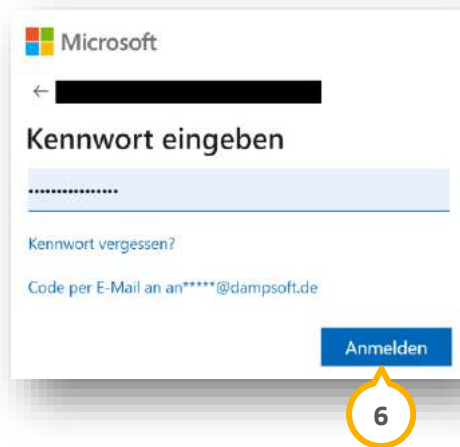 Microsoft
←
Kennwort eingeben
................
Kennwort vergessen?
Code per E-Mail an an*****@dampsoft.de
Anmelden
6